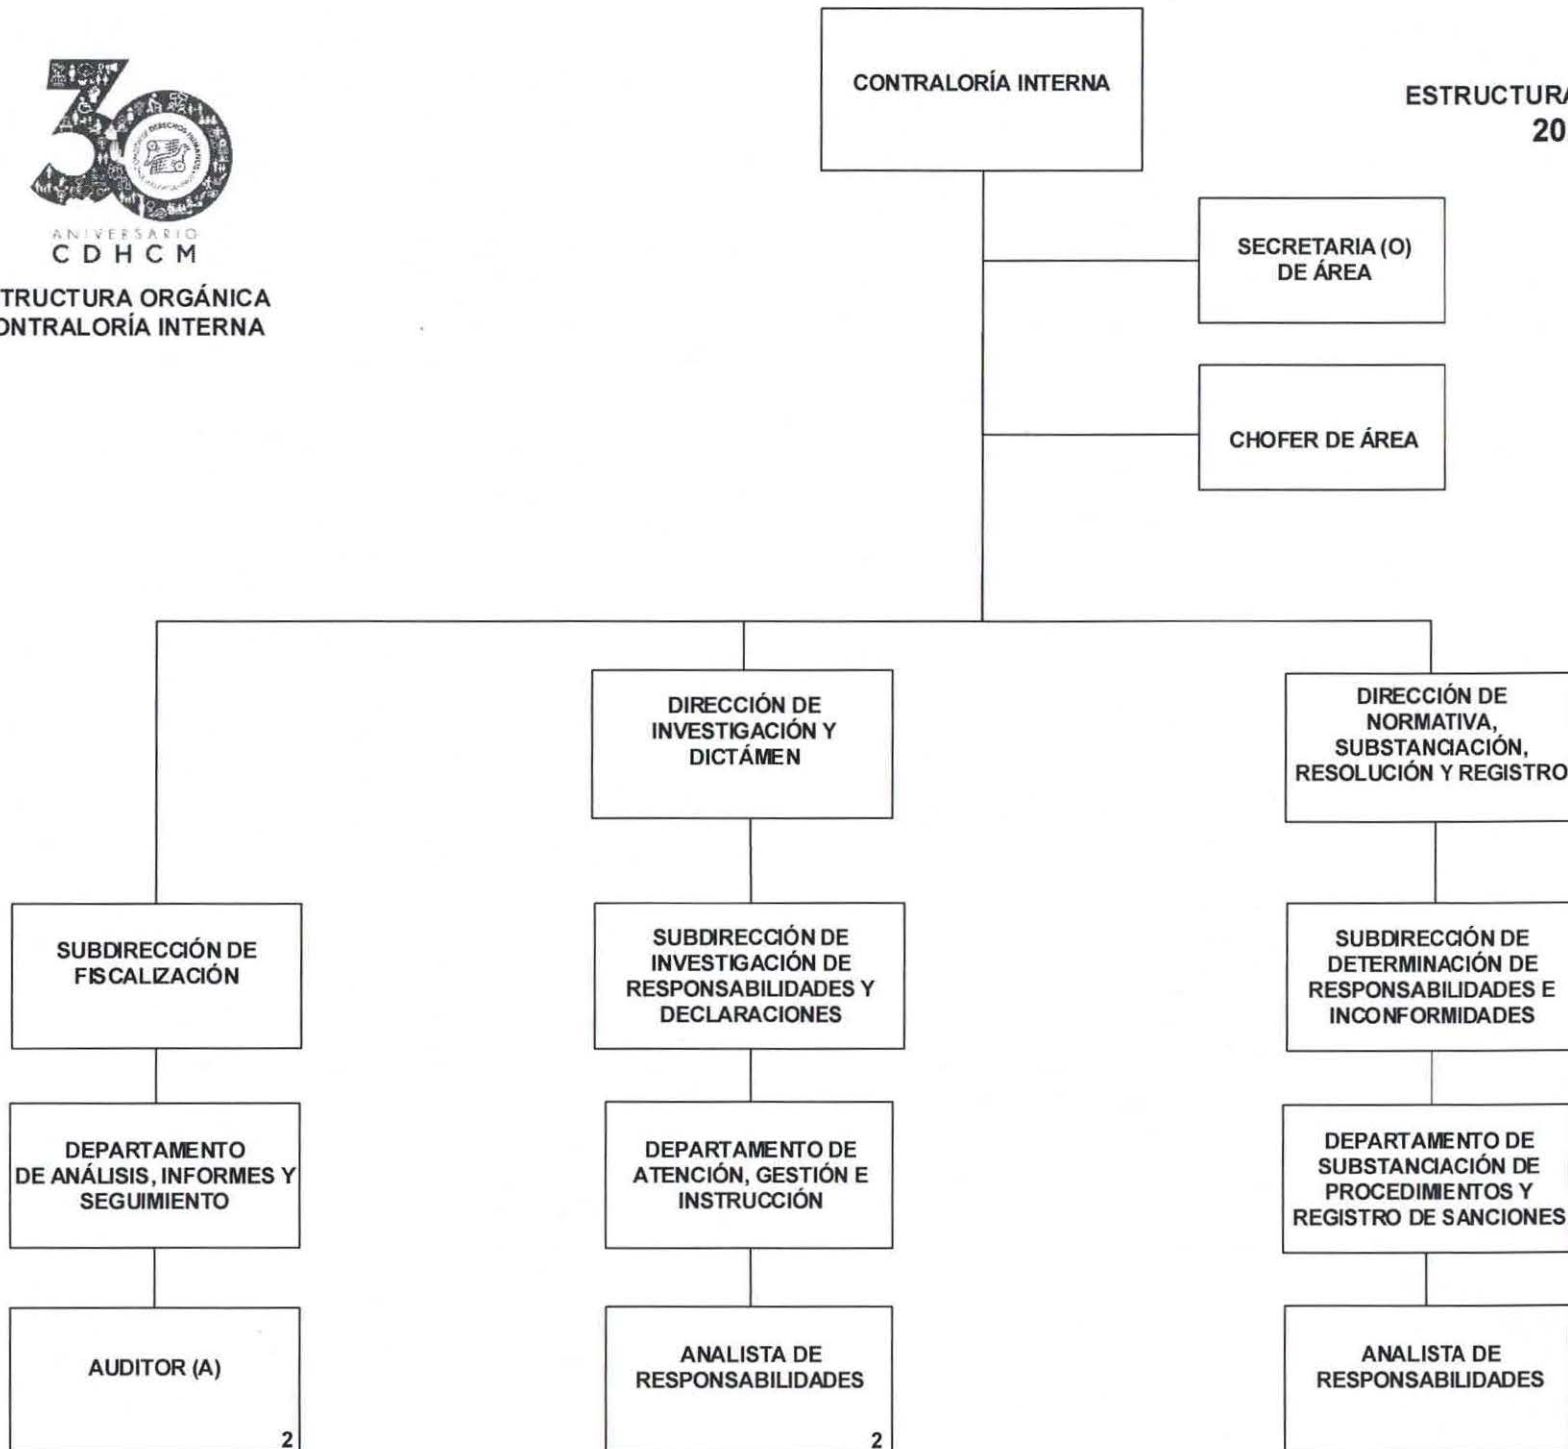 CONTRALORÍA INTERNA
ESTRUCTURA
20
ANIVERSARIO
CDHCM
TRUCTURA ORGÁNICA
ONTRALORÍA INTERNA
SECRETARIA (O)
DE ÁREA
CHOFER DE ÁREA
DIRECCIÓN DE
INVESTIGACIÓN Y
DICTÁMEN
DIRECCIÓN DE
NORMATIVA,
SUBSTANCIACIÓN,
RESOLUCIÓN Y REGISTRO
SUBDIRECCIÓN DE
FISCALIZACIÓN
SUBDIRECCIÓN DE
INVESTIGACIÓN DE
RESPONSABILIDADES Y
DECLARACIONES
SUBDIRECCIÓN DE
DETERMINACIÓN DE
RESPONSABILIDADES E
INCONFORMIDADES
DEPARTAMENTO
DE ANÁLISIS, INFORMES Y
SEGUIMIENTO
DEPARTAMENTO DE
ATENCIÓN, GESTIÓN E
INSTRUCCIÓN
DEPARTAMENTO DE
SUBSTANCIACIÓN DE
PROCEDIMIENTOS Y
REGISTRO DE SANCIONES
AUDITOR (A)
2
ANALISTA DE
RESPONSABILIDADES
2
ANALISTA DE
RESPONSABILIDADES